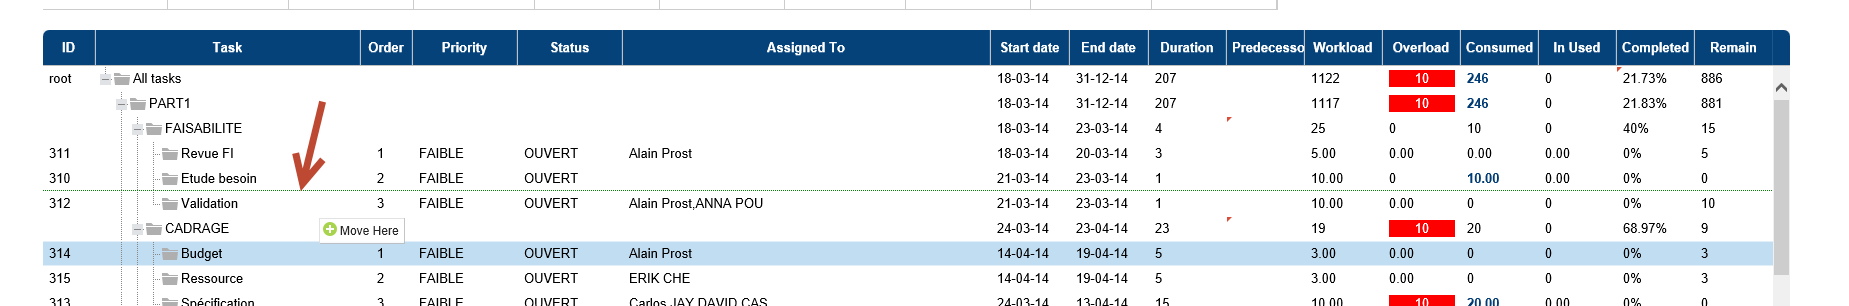 ID Task Order Priority Status Assigned To Start date End date Duration Predecesso Workload Overload Consumed In Used Completed Remain
root All tasks 18-03-14 31-12-14 207 1122 10 246 0 21.73% 886
PART1 18-03-14 31-12-14 207 1117 10 246 0 21.83% 881
FAISABILITE 18-03-14 23-03-14 4 25 0 10 0 40% 15
311 Revue FI 1 FAIBLE OUVERT Alain Prost 18-03-14 20-03-14 3 5.00 0.00 0.00 0.00 0% 5
310 Etude besoin 2 FAIBLE OUVERT 21-03-14 23-03-14 1 10.00 0 10.00 0.00 0% 0
312 Validation 3 FAIBLE OUVERT Alain Prost,ANNA POU 21-03-14 23-03-14 1 10.00 0.00 0 0 0% 10
CADRAGE 24-03-14 23-04-14 23 19 10 20 0 68.97% 9
Move Here
314 Budget 1 FAIBLE OUVERT Alain Prost 14-04-14 19-04-14 5 3.00 0.00 0 0 0% 3
315 Ressource 2 FAIBLE OUVERT ERIK CHE 14-04-14 19-04-14 5 3.00 0.00 0 0 0% 3
313 Spécification 3 FAIBLE OUVERT Carlos JAY,DAVID CAS 24-03-14 13-04-14 15 10.00 10 20.00 0.00 0% 0